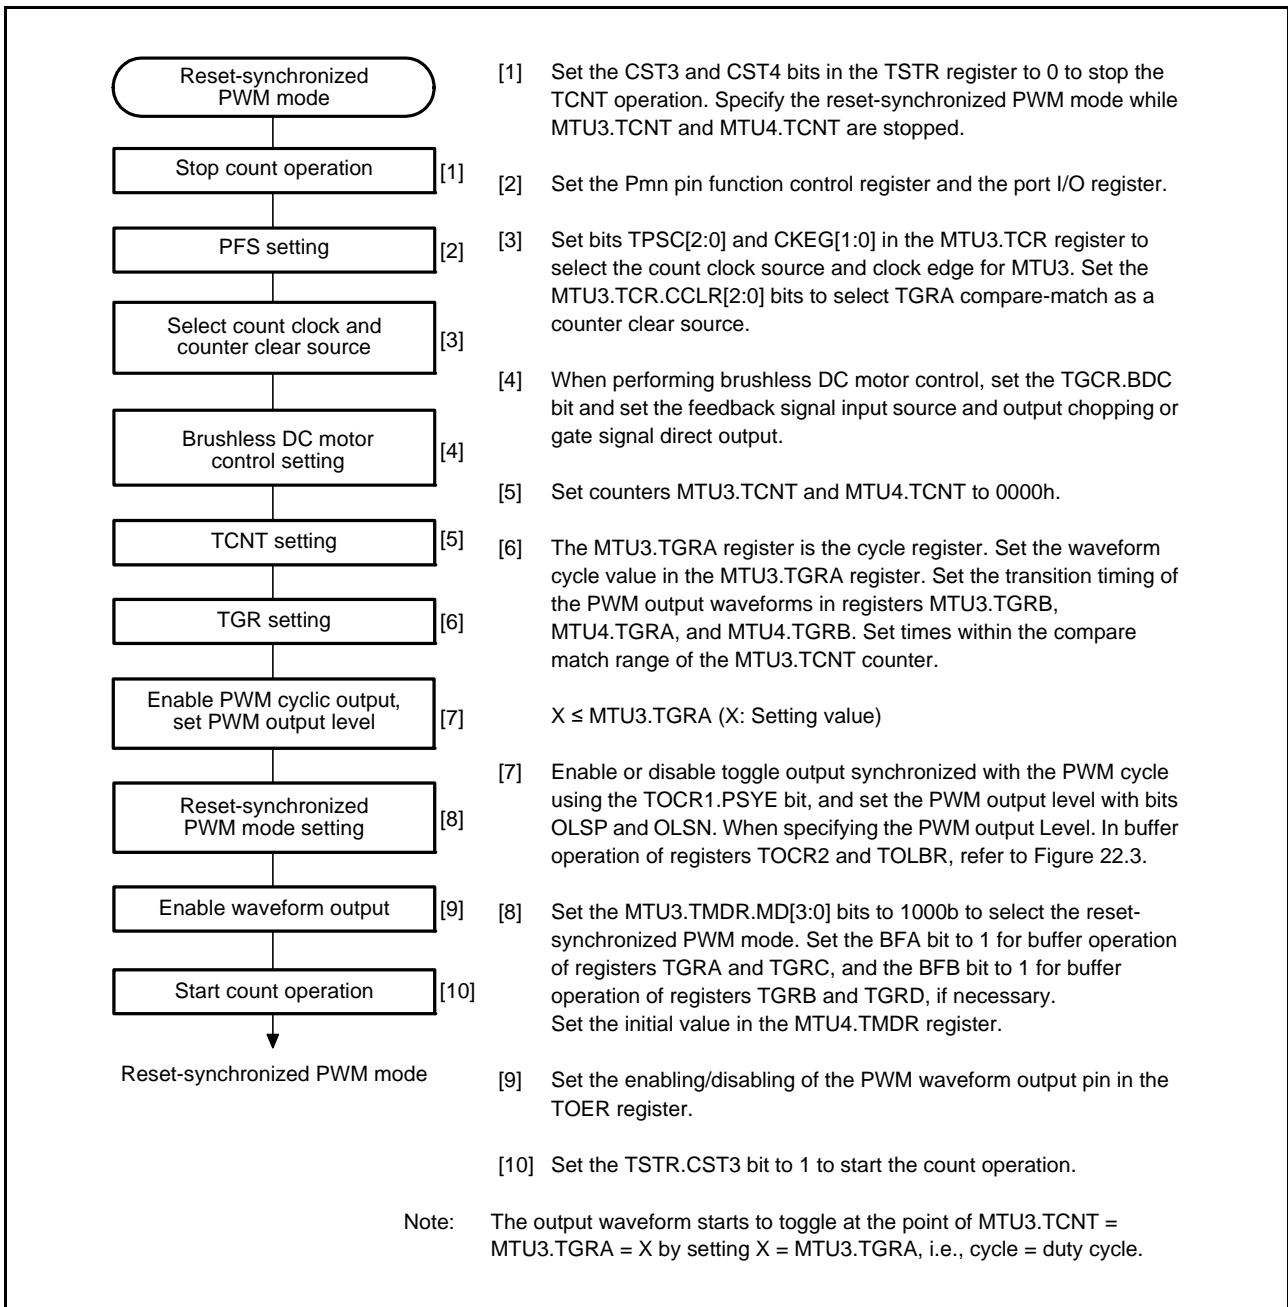 Reset-synchronized
PWM mode
Stop count operation
[1]
PFS setting
[2]
Select count clock and
counter clear source
[3]
Brushless DC motor
control setting
[4]
TCNT setting
[5]
TGR setting
[6]
Enable PWM cyclic output,
set PWM output level
[7]
Reset-synchronized
PWM mode setting
[8]
Enable waveform output
[9]
Start count operation
[10]
Reset-synchronized PWM mode
[1] Set the CST3 and CST4 bits in the TSTR register to 0 to stop the
TCNT operation. Specify the reset-synchronized PWM mode while
MTU3.TCNT and MTU4.TCNT are stopped.
[2] Set the Pmn pin function control register and the port I/O register.
[3] Set bits TPSC[2:0] and CKEG[1:0] in the MTU3.TCR register to
select the count clock source and clock edge for MTU3. Set the
MTU3.TCR.CCLR[2:0] bits to select TGRA compare-match as a
counter clear source.
[4] When performing brushless DC motor control, set the TGCR.BDC
bit and set the feedback signal input source and output chopping or
gate signal direct output.
[5] Set counters MTU3.TCNT and MTU4.TCNT to 0000h.
[6] The MTU3.TGRA register is the cycle register. Set the waveform
cycle value in the MTU3.TGRA register. Set the transition timing of
the PWM output waveforms in registers MTU3.TGRB,
MTU4.TGRA, and MTU4.TGRB. Set times within the compare
match range of the MTU3.TCNT counter.
X ≤ MTU3.TGRA (X: Setting value)
[7] Enable or disable toggle output synchronized with the PWM cycle
using the TOCR1.PSYE bit, and set the PWM output level with bits
OLSP and OLSN. When specifying the PWM output Level. In buffer
operation of registers TOCR2 and TOLBR, refer to Figure 22.3.
[8] Set the MTU3.TMDR.MD[3:0] bits to 1000b to select the reset-
synchronized PWM mode. Set the BFA bit to 1 for buffer operation
of registers TGRA and TGRC, and the BFB bit to 1 for buffer
operation of registers TGRB and TGRD, if necessary.
Set the initial value in the MTU4.TMDR register.
[9] Set the enabling/disabling of the PWM waveform output pin in the
TOER register.
[10] Set the TSTR.CST3 bit to 1 to start the count operation.
Note: The output waveform starts to toggle at the point of MTU3.TCNT =
MTU3.TGRA = X by setting X = MTU3.TGRA, i.e., cycle = duty cycle.